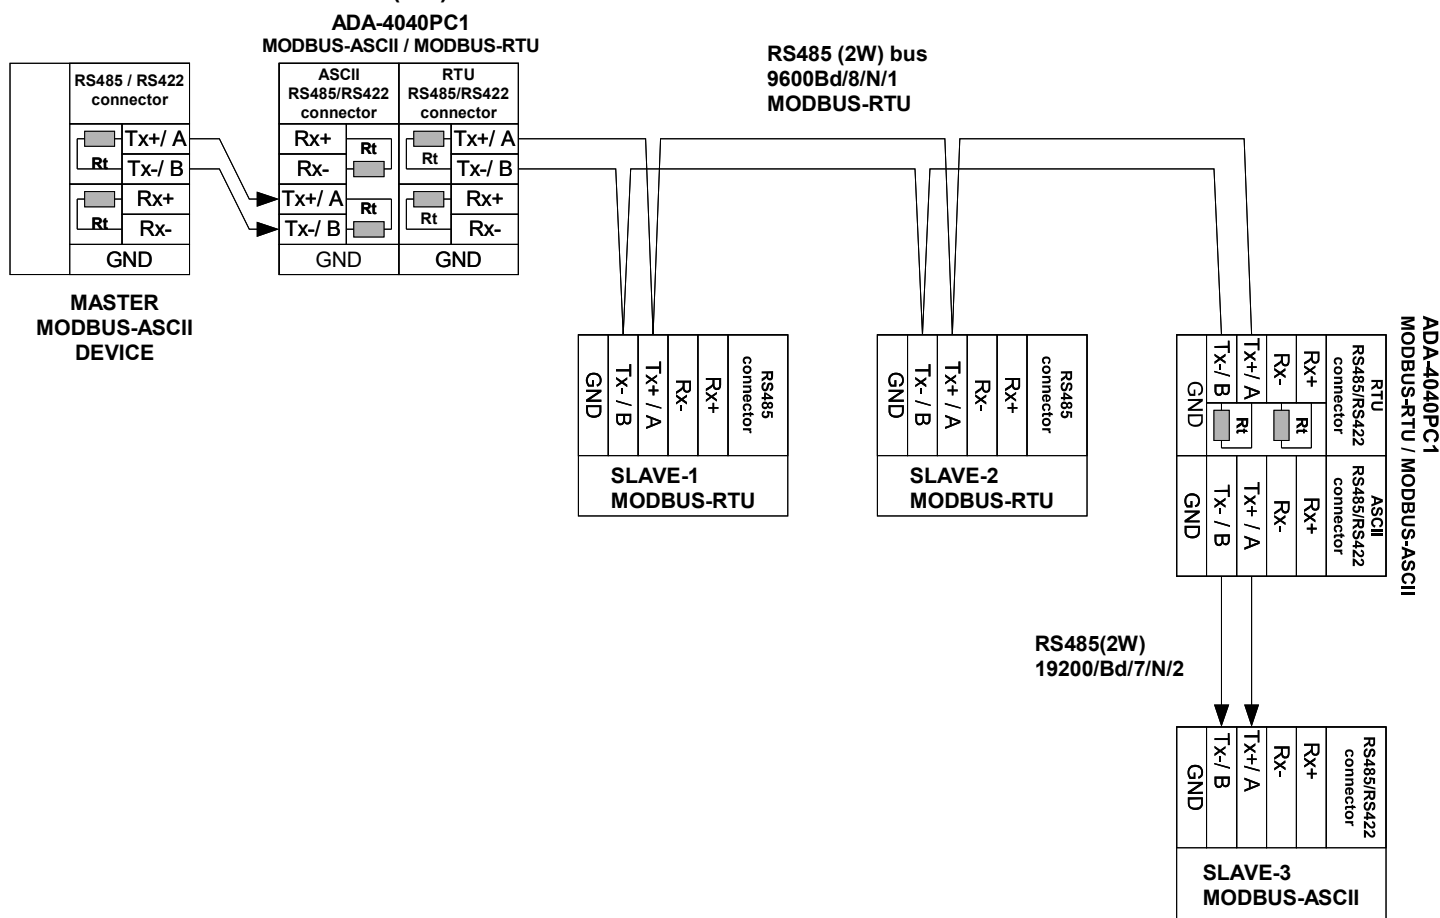 ADA-4040PC1
MODBUS-ASCII / MODBUS-RTU
RS485 / RS422
connector
Tx+/ A
Tx-/ B
Rx+
Rx-
GND
Rt
Rt
MASTER
MODBUS-ASCII
DEVICE
ASCII
RS485/RS422
connector
Rx+
Rx-
Tx+/ A
Tx-/ B
GND
Rt
Rt
RTU
RS485/RS422
connector
Tx+/ A
Tx-/ B
Rx+
Rx-
GND
Rt
Rt
RS485 (2W) bus
9600Bd/8/N/1
MODBUS-RTU
GND
Tx- / B
Tx+ / A
Rx-
Rx+
RS485
connector
SLAVE-1
MODBUS-RTU
GND
Tx- / B
Tx+ / A
Rx-
Rx+
RS485
connector
SLAVE-2
MODBUS-RTU
ADA-4040PC1
MODBUS-RTU / MODBUS-ASCII
GND
Tx-/ B
Tx+/ A
Rx-
Rx+
RTU
RS485/RS422
connector
Rt
Rt
GND
Tx- / B
Tx+ / A
Rx-
Rx+
ASCII
RS485/RS422
connector
RS485(2W)
19200/Bd/7/N/2
GND
Tx-/ B
Tx+/ A
Rx-
Rx+
RS485/RS422
connector
SLAVE-3
MODBUS-ASCII